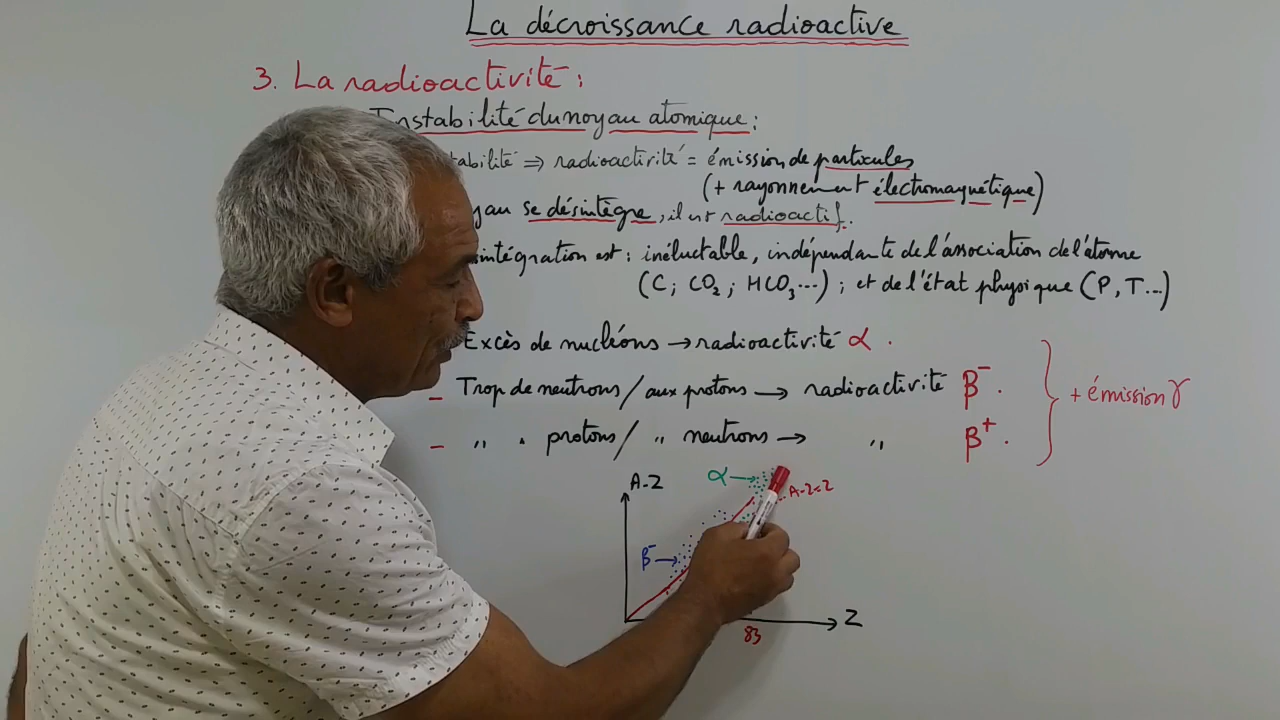 La décroissance radioactive
3. La radioactivité :
Instabilité du noyau atomique :
tabilité ⇒ radioactivité = émission de particules
(+ rayonnement électromagnétique)
yau se désintègre, il est radioactif.
intégration est : inéluctable, indépendante de l'association de l'atome
(C ; CO₂ ; HCO₃...) ; et de l'état physique (P, T...)
Excès de nucléons → radioactivité α.
- Trop de neutrons / aux protons → radioactivité β⁻.
+ émission γ
- " " protons / " neutrons → " β⁺.
α →
A-Z
A-Z=Z
β⁻ →
83
Z